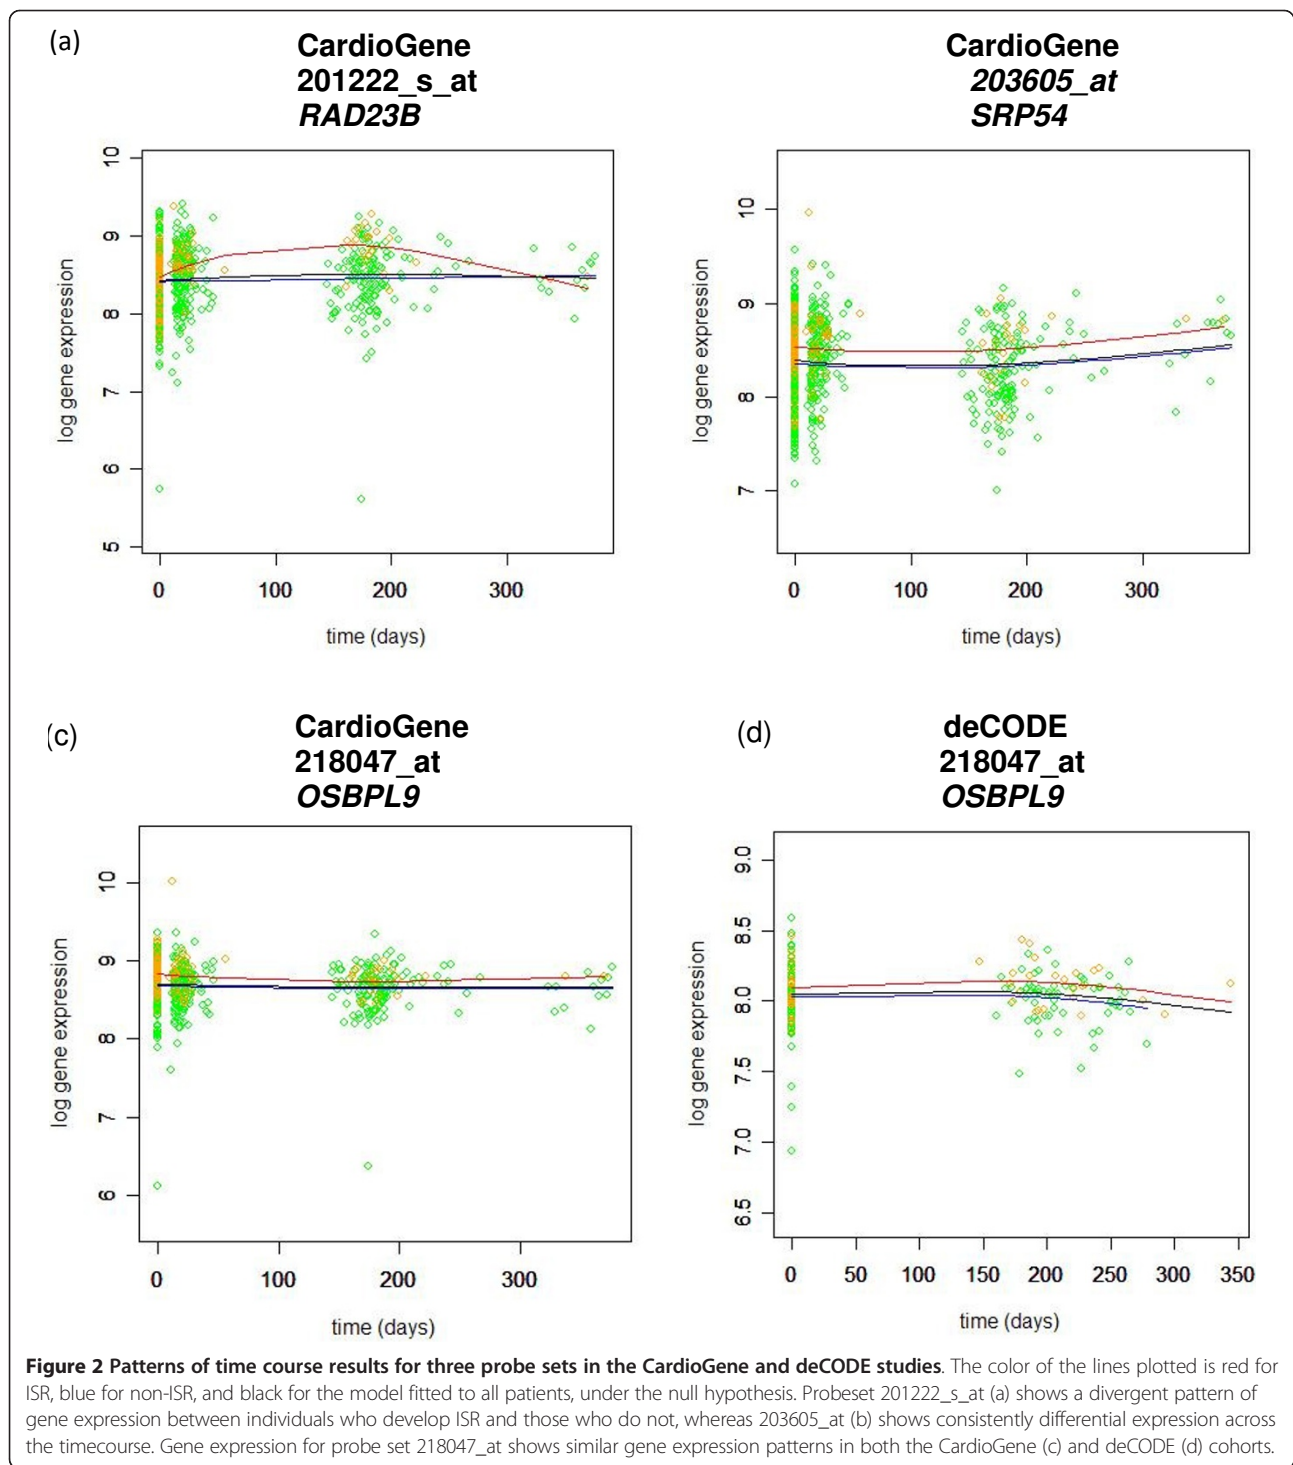 (a)
CardioGene
201222_s_at
RAD23B
CardioGene
203605_at
SRP54
log gene expression
10
9
8
7
6
5
0 100 200 300
time (days)
log gene expression
10
9
8
7
0 100 200 300
time (days)
(c)
CardioGene
218047_at
OSBPL9
(d)
deCODE
218047_at
OSBPL9
log gene expression
10
9
8
7
6
0 100 200 300
time (days)
log gene expression
9.0
8.5
8.0
7.5
7.0
6.5
0 50 100 150 200 250 300 350
time (days)
Figure 2 Patterns of time course results for three probe sets in the CardioGene and deCODE studies. The color of the lines plotted is red for
ISR, blue for non-ISR, and black for the model fitted to all patients, under the null hypothesis. Probeset 201222_s_at (a) shows a divergent pattern of
gene expression between individuals who develop ISR and those who do not, whereas 203605_at (b) shows consistently differential expression across
the timecourse. Gene expression for probe set 218047_at shows similar gene expression patterns in both the CardioGene (c) and deCODE (d) cohorts.